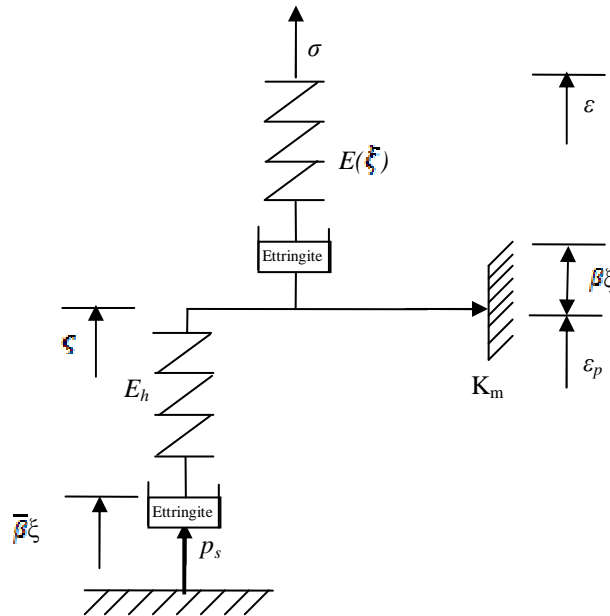 σ
ε
E(ξ)
Ettringite
βξ
ς
E_h
K_m
ε_p
Ettringite
β̄ξ
p_s